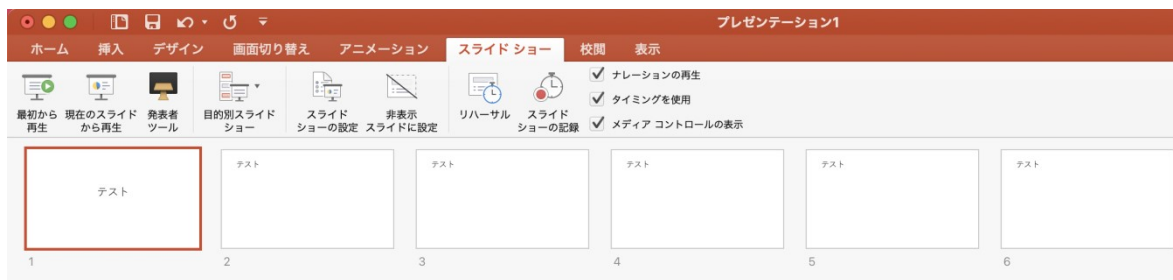 プレゼンテーション1
ホーム 挿入 デザイン 画面切り替え アニメーション スライド ショー 校閲 表示
最初から
再生
現在のスライド
から再生
発表者
ツール
目的別スライド
ショー
スライド
ショーの設定
非表示
スライドに設定
リハーサル
スライド
ショーの記録
ナレーションの再生
タイミングを使用
メディア コントロールの表示
テスト
テスト
テスト
テスト
テスト
テスト
1 2 3 4 5 6